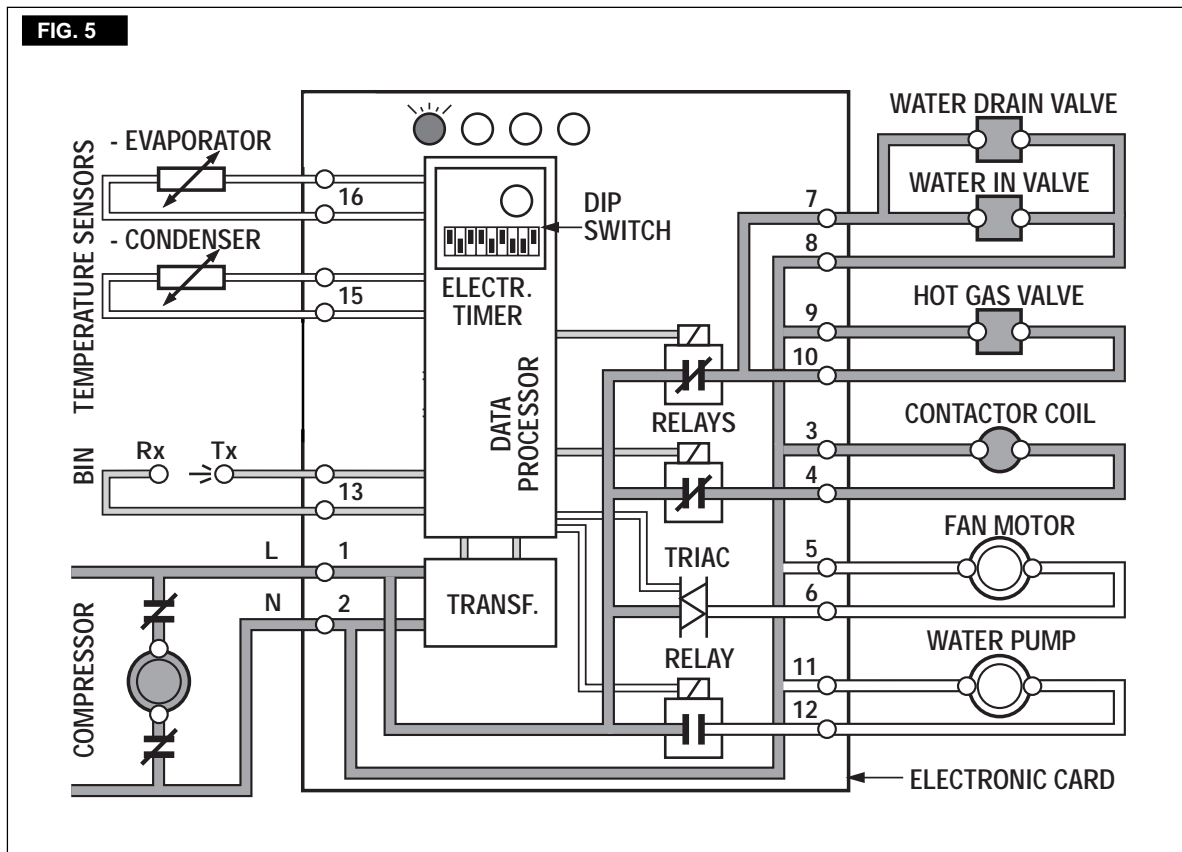 FIG. 5
WATER DRAIN VALVE
- EVAPORATOR
16
WATER IN VALVE
7
DIP
SWITCH
8
- CONDENSER
15
ELECTR.
TIMER
HOT GAS VALVE
9
10
TEMPERATURE SENSORS
DATA
PROCESSOR
RELAYS
CONTACTOR COIL
3
4
BIN
Rx
Tx
13
FAN MOTOR
5
6
L
1
TRIAC
N
2
TRANSF.
WATER PUMP
RELAY
11
12
COMPRESSOR
ELECTRONIC CARD